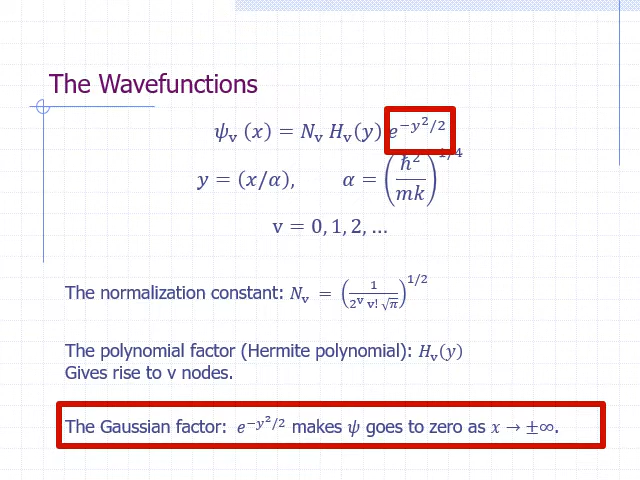 The Wavefunctions
ψᵥ (x) = Nᵥ Hᵥ(y) e^{−y²/2}
y = (x/α), α = (ℏ²/mk)^{1/4}
v = 0, 1, 2, …
The normalization constant: Nᵥ = (1/(2^v v! √π))^{1/2}
The polynomial factor (Hermite polynomial): Hᵥ(y)
Gives rise to v nodes.
The Gaussian factor: e^{−y²/2} makes ψ goes to zero as x → ±∞.